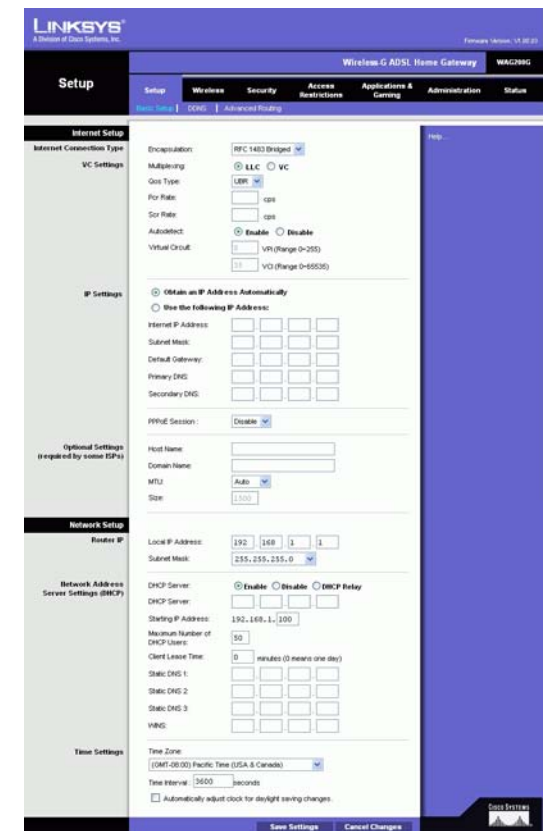 LINKSYS
A Division of Cisco Systems, Inc.
Wireless-G ADSL Home Gateway WAG200G
Setup
Setup Wireless Security Access Restrictions Applications & Gaming Administration Status
Basic Setup | DDNS | Advanced Routing
Internet Setup
Help...
Internet Connection Type
Encapsulation: RFC 1483 Bridged
VC Settings
Multiplexing: LLC VC
Qos Type: UBR
Pcr Rate: cps
Scr Rate: cps
Autodetect: Enable Disable
Virtual Circuit: VPI (Range 0~255)
VCI (Range 0~65535)
IP Settings
Obtain an IP Address Automatically
Use the following IP Address:
Internet IP Address:
Subnet Mask:
Default Gateway:
Primary DNS:
Secondary DNS:
PPPoE Session : Disable
Optional Settings
(required by some ISPs)
Host Name:
Domain Name:
MTU: Auto
Size: 1500
Network Setup
Router IP
Local IP Address: 192 . 168 . 1 . 1
Subnet Mask: 255.255.255.0
Network Address
Server Settings (DHCP)
DHCP Server: Enable Disable DHCP Relay
DHCP Server:
Starting IP Address: 192.168.1. 100
Maximum Number of
DHCP Users: 50
Client Lease Time: 0 minutes (0 means one day)
Static DNS 1:
Static DNS 2:
Static DNS 3:
WINS:
Time Settings
Time Zone:
(GMT-08:00) Pacific Time (USA & Canada)
Time Interval : 3600 seconds
Automatically adjust clock for daylight saving changes.
Save Settings Cancel Changes
CISCO SYSTEMS